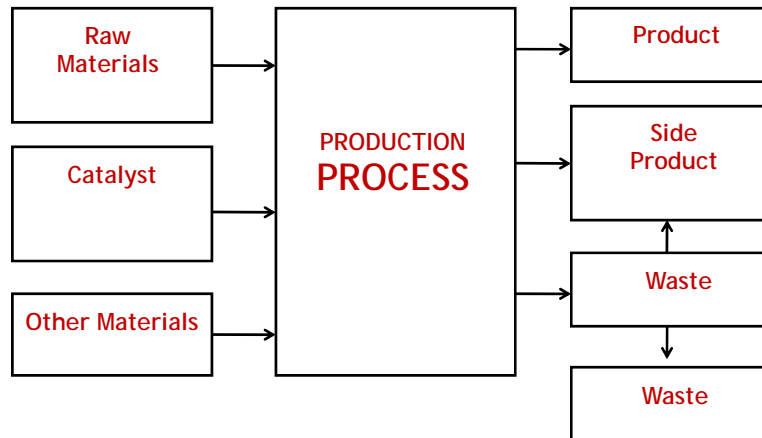 Raw
Materials
Catalyst
Other Materials
PRODUCTION
PROCESS
Product
Side
Product
Waste
Waste